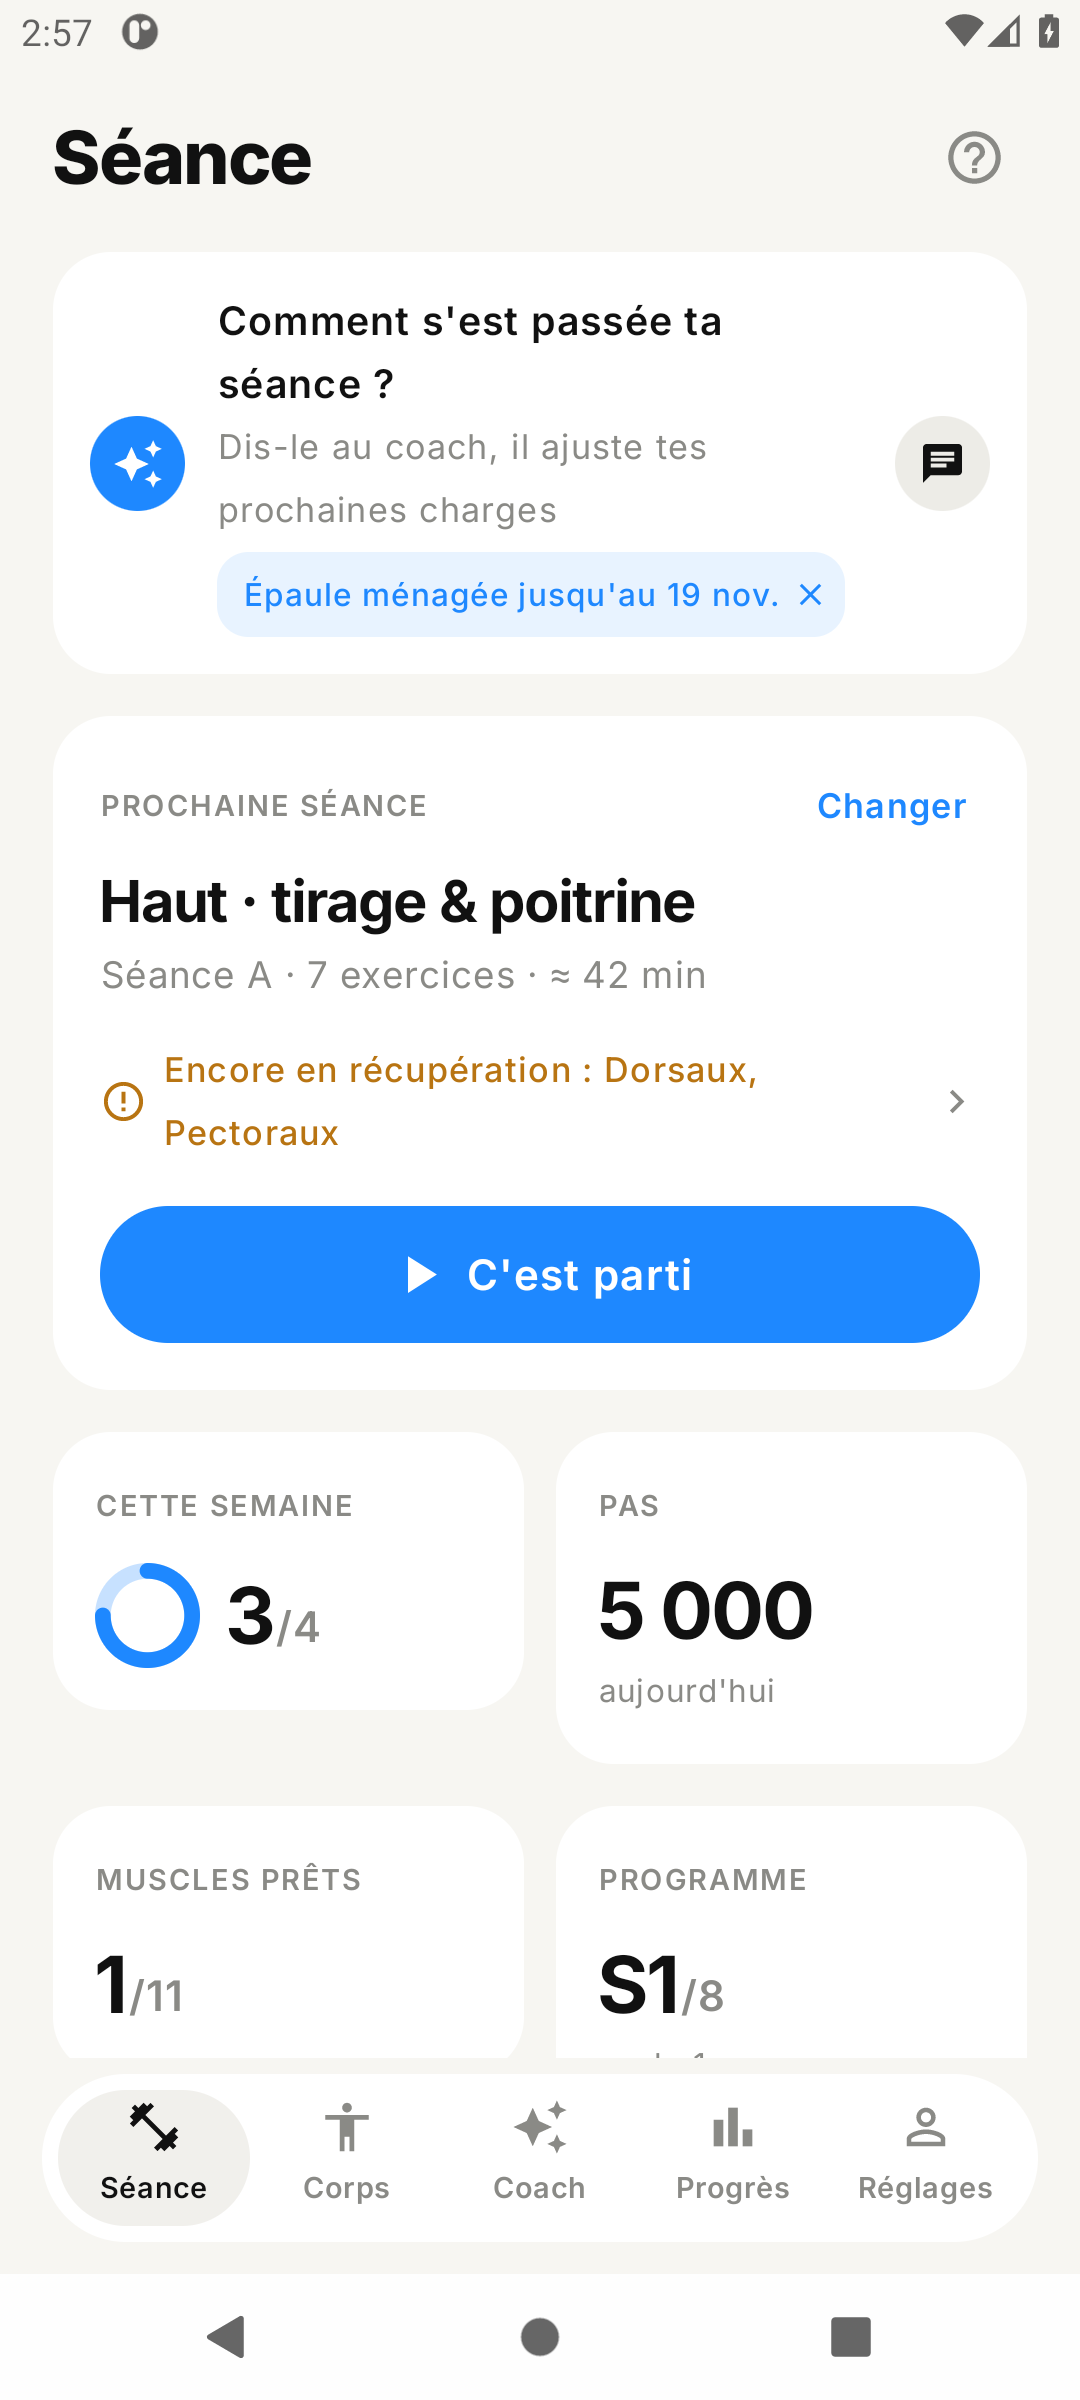 2:57
Séance
Comment s'est passée ta
séance ?
Dis-le au coach, il ajuste tes
prochaines charges
Épaule ménagée jusqu'au 19 nov.
PROCHAINE SÉANCE
Changer
Haut · tirage & poitrine
Séance A · 7 exercices · ≈ 42 min
Encore en récupération : Dorsaux,
Pectoraux
C'est parti
CETTE SEMAINE
3/4
PAS
5 000
aujourd'hui
MUSCLES PRÊTS
1/11
PROGRAMME
S1/8
Séance
Corps
Coach
Progrès
Réglages